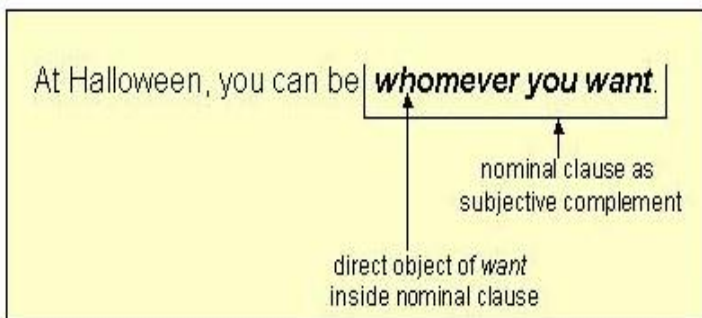 At Halloween, you can be whomever you want.
nominal clause as
subjective complement
direct object of want
inside nominal clause